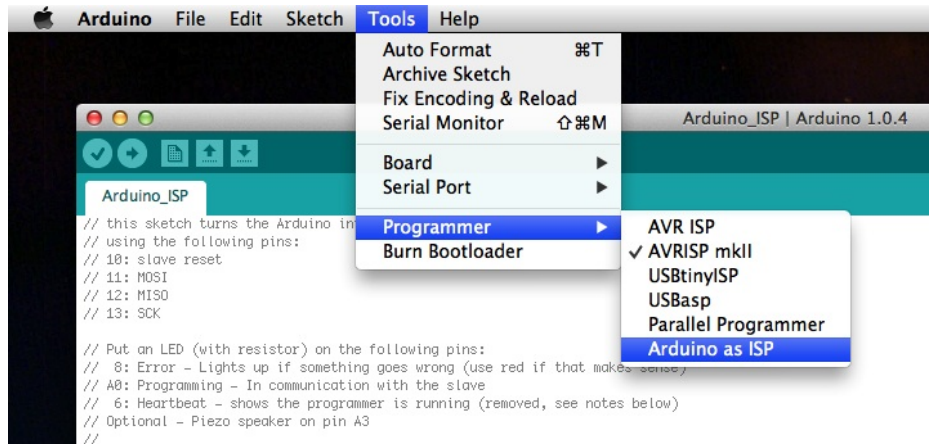 Arduino File Edit Sketch Tools Help
Auto Format ⌘T
Archive Sketch
Fix Encoding & Reload
Serial Monitor ⇧⌘M
Board
Serial Port
Programmer
Burn Bootloader
AVR ISP
✓ AVRISP mkII
USBtinyISP
USBasp
Parallel Programmer
Arduino as ISP
Arduino_ISP | Arduino 1.0.4
Arduino_ISP
// this sketch turns the Arduino
// using the following pins:
// 10: slave reset
// 11: MOSI
// 12: MISO
// 13: SCK
// Put an LED (with resistor) on the following pins:
// 8: Error - Lights up if something goes wrong (use red if that makes sense)
// A0: Programming - In communication with the slave
// 6: Heartbeat - shows the programmer is running (removed, see notes below)
// Optional - Piezo speaker on pin A3
//